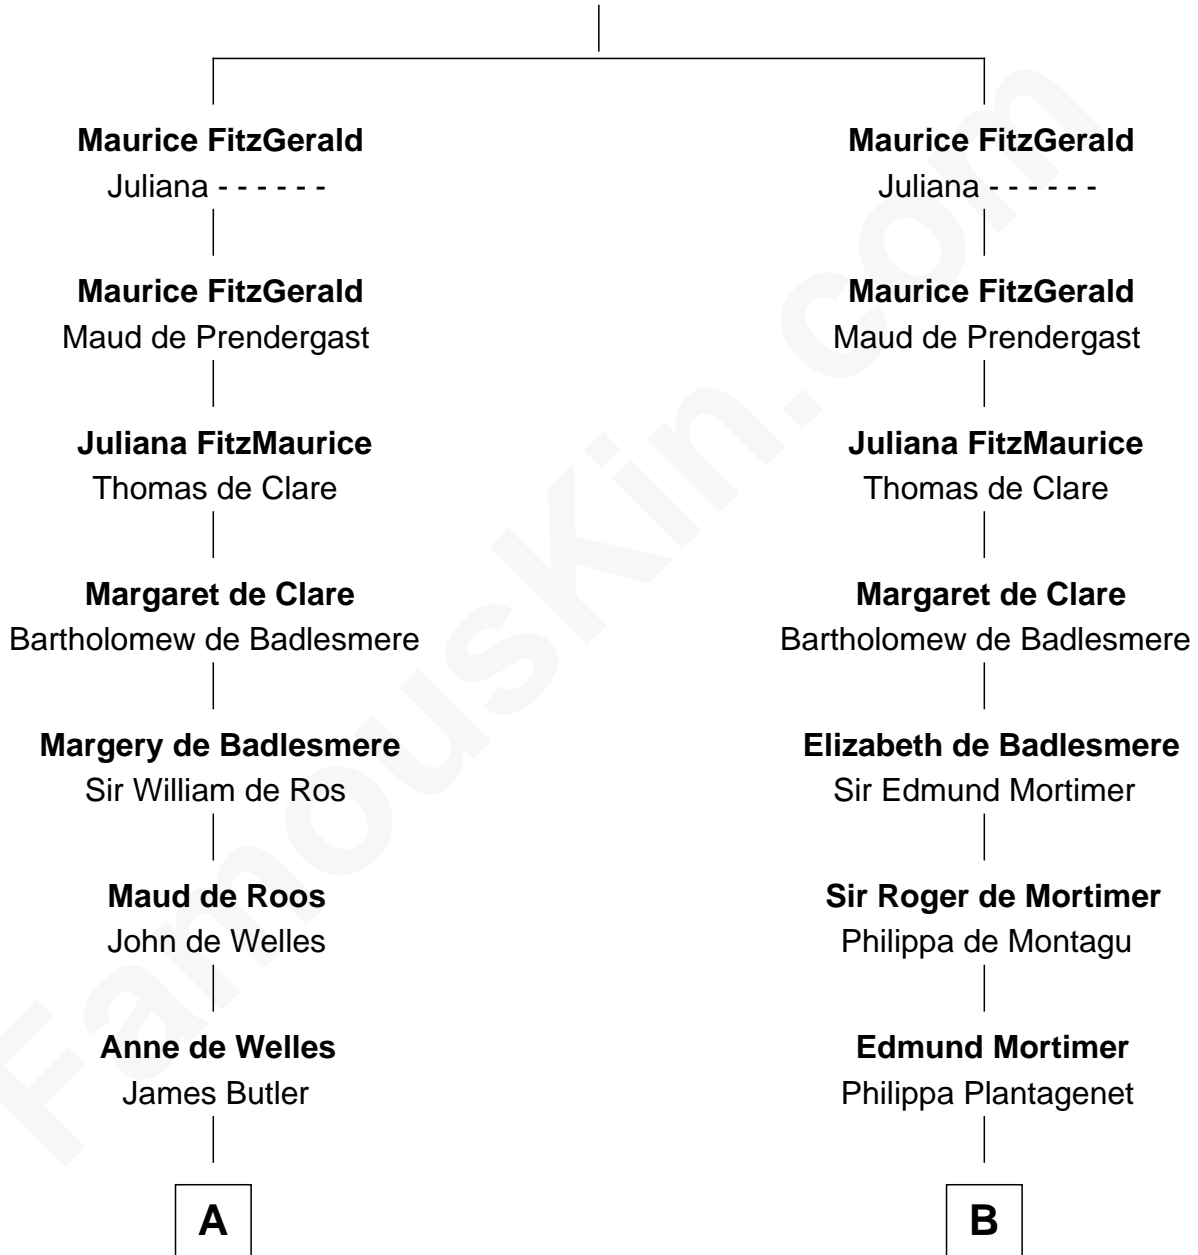 Maurice FitzGerald
Juliana - - - - - -
Maurice FitzGerald
Maud de Prendergast
Juliana FitzMaurice
Thomas de Clare
Margaret de Clare
Bartholomew de Badlesmere
Margery de Badlesmere
Sir William de Ros
Maud de Roos
John de Welles
Anne de Welles
James Butler
A
Maurice FitzGerald
Juliana - - - - - -
Maurice FitzGerald
Maud de Prendergast
Juliana FitzMaurice
Thomas de Clare
Margaret de Clare
Bartholomew de Badlesmere
Elizabeth de Badlesmere
Sir Edmund Mortimer
Sir Roger de Mortimer
Philippa de Montagu
Edmund Mortimer
Philippa Plantagenet
B
FamousKin.com